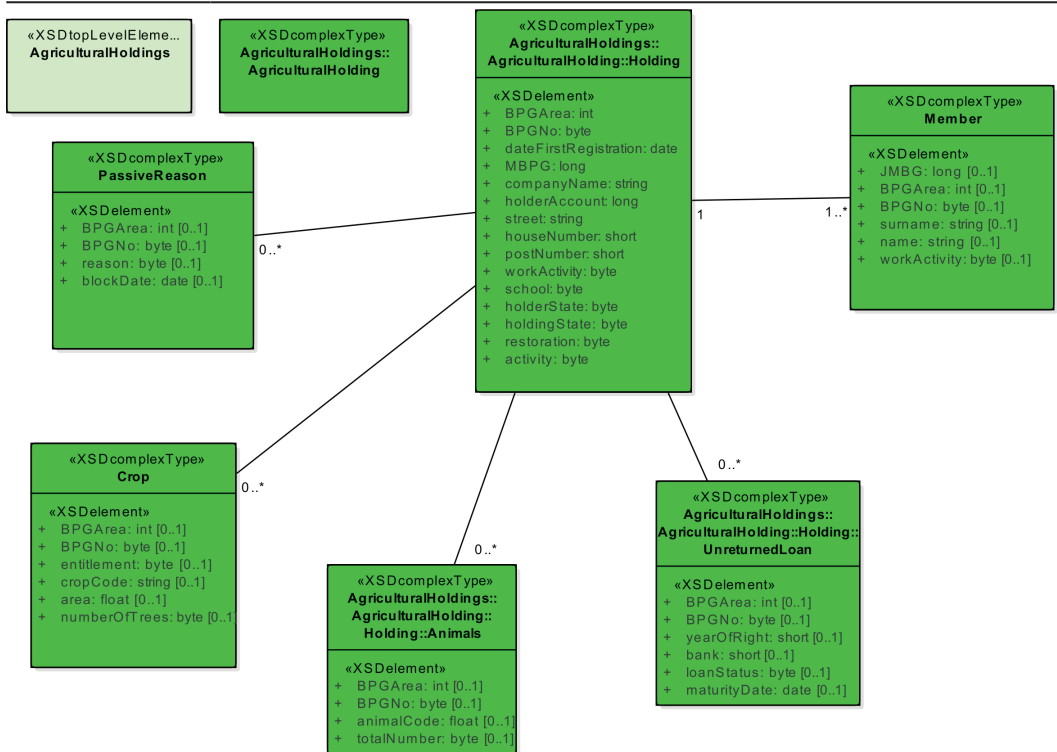 «XSDtopLevelEleme...
AgriculturalHoldings
«XSDcomplexType»
AgriculturalHoldings::
AgriculturalHolding
«XSDcomplexType»
AgriculturalHoldings::
AgriculturalHolding::Holding
«XSDelement»
+ BPGArea: int
+ BPGNo: byte
+ dateFirstRegistration: date
+ MBPG: long
+ companyName: string
+ holderAccount: long
+ street: string
+ houseNumber: short
+ postNumber: short
+ workActivity: byte
+ school: byte
+ holderState: byte
+ holdingState: byte
+ restoration: byte
+ activity: byte
«XSDcomplexType»
Member
«XSDelement»
+ JMBG: long [0..1]
+ BPGArea: int [0..1]
+ BPGNo: byte [0..1]
+ surname: string [0..1]
+ name: string [0..1]
+ workActivity: byte [0..1]
1
1..*
«XSDcomplexType»
PassiveReason
«XSDelement»
+ BPGArea: int [0..1]
+ BPGNo: byte [0..1]
+ reason: byte [0..1]
+ blockDate: date [0..1]
0..*
«XSDcomplexType»
Crop
«XSDelement»
+ BPGArea: int [0..1]
+ BPGNo: byte [0..1]
+ entitlement: byte [0..1]
+ cropCode: string [0..1]
+ area: float [0..1]
+ numberOfTrees: byte [0..1]
0..*
0..*
«XSDcomplexType»
AgriculturalHoldings::
AgriculturalHolding::
Holding::Animals
«XSDelement»
+ BPGArea: int [0..1]
+ BPGNo: byte [0..1]
+ animalCode: float [0..1]
+ totalNumber: byte [0..1]
0..*
«XSDcomplexType»
AgriculturalHoldings::
AgriculturalHolding::Holding::
UnreturnedLoan
«XSDelement»
+ BPGArea: int [0..1]
+ BPGNo: byte [0..1]
+ yearOfRight: short [0..1]
+ bank: short [0..1]
+ loanStatus: byte [0..1]
+ maturityDate: date [0..1]